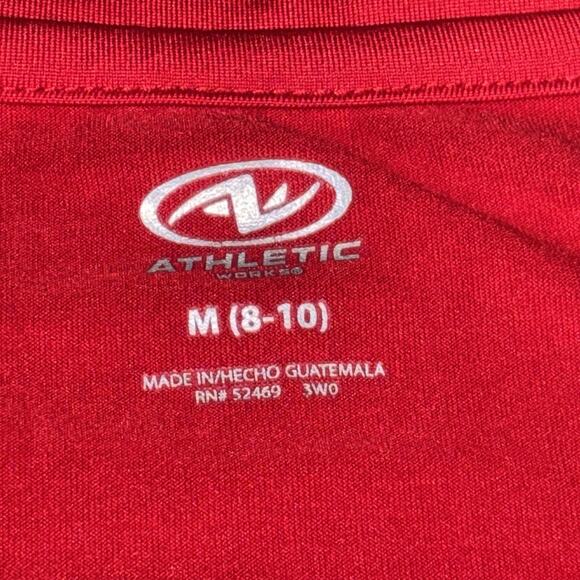 ATHLETIC
WORKS®
M (8-10)
MADE IN/HECHO GUATEMALA
RN# 52469 3W0